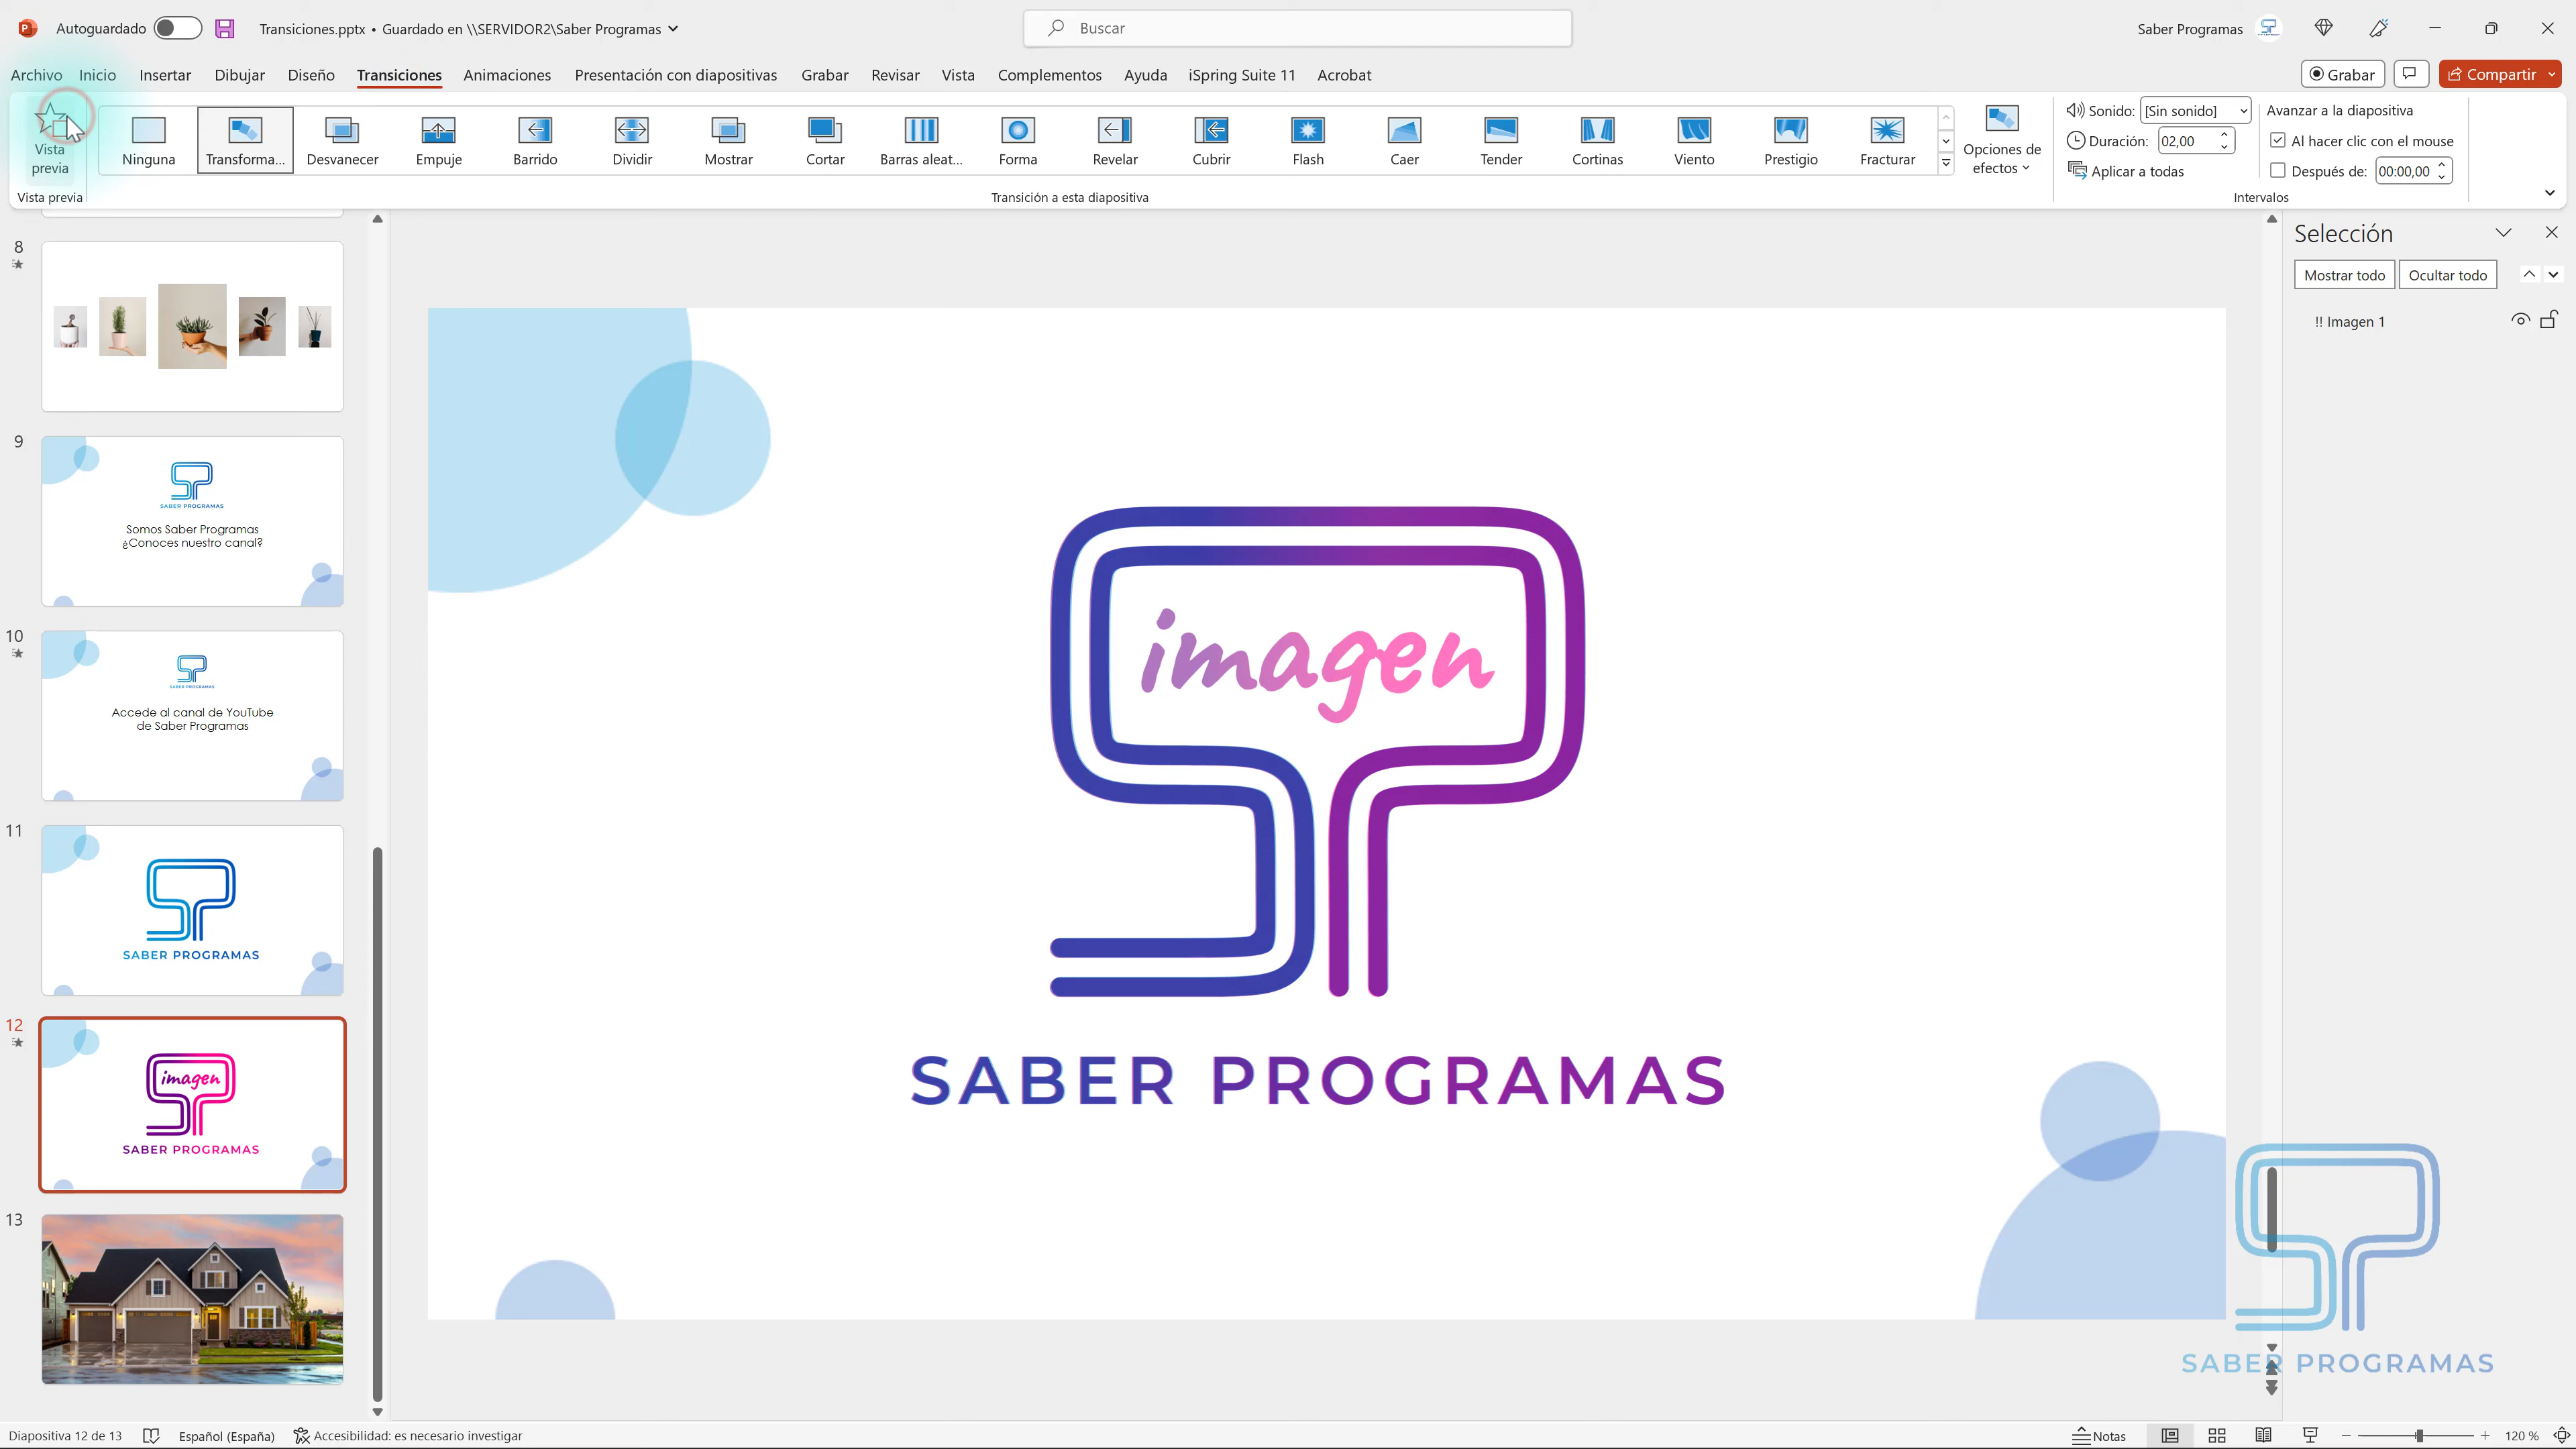 Autoguardado
Transiciones.pptx • Guardado en \\SERVIDOR2\Saber Programas
Buscar
Saber Programas
Archivo Inicio Insertar Dibujar Diseño Transiciones Animaciones Presentación con diapositivas Grabar Revisar Vista Complementos Ayuda iSpring Suite 11 Acrobat
Grabar
Compartir
Vista
previa
Vista previa
Ninguna Transforma... Desvanecer Empuje Barrido Dividir Mostrar Cortar Barras aleat... Forma Revelar Cubrir Flash Caer Tender Cortinas Viento Prestigio Fracturar
Transición a esta diapositiva
Opciones de
efectos
Sonido: [Sin sonido]
Duración: 02,00
Aplicar a todas
Avanzar a la diapositiva
Al hacer clic con el mouse
Después de: 00:00,00
Intervalos
8
9
SABER PROGRAMAS
Somos Saber Programas
¿Conoces nuestro canal?
10
SABER PROGRAMAS
Accede al canal de YouTube
de Saber Programas
11
SABER PROGRAMAS
12
imagen
SABER PROGRAMAS
13
imagen
SABER PROGRAMAS
Selección
Mostrar todo Ocultar todo
!! Imagen 1
SABER PROGRAMAS
Diapositiva 12 de 13
Español (España)
Accesibilidad: es necesario investigar
Notas
120 %